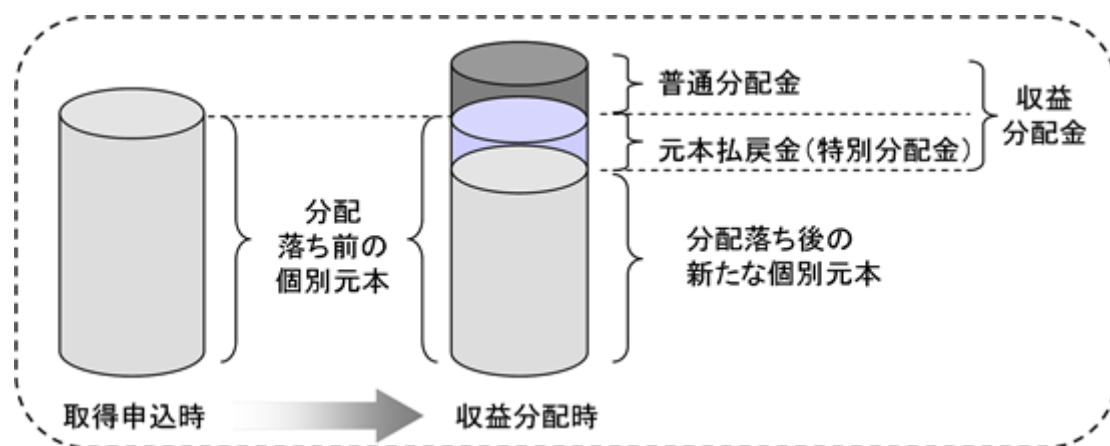 普通分配金
元本払戻金(特別分配金)
収益
分配金
分配
落ち前の
個別元本
分配落ち後の
新たな個別元本
取得申込時
収益分配時